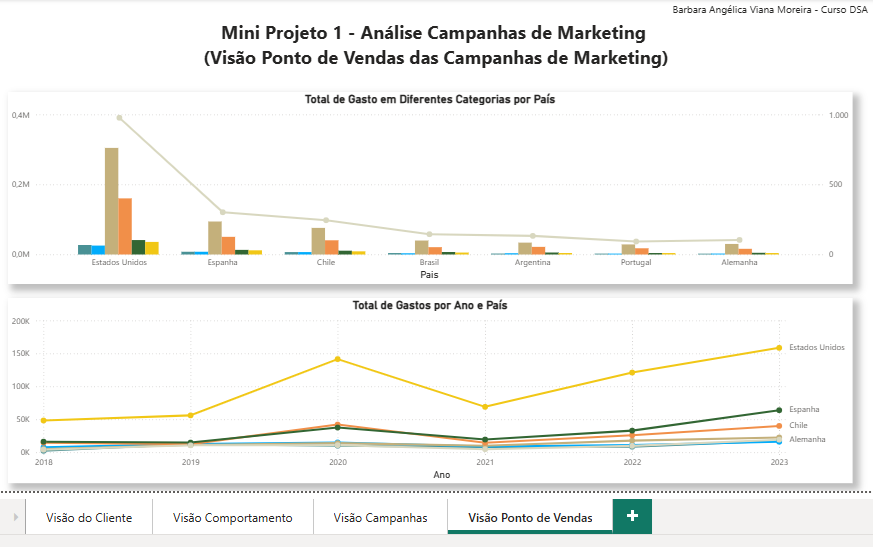 Barbara Angélica Viana Moreira - Curso DSA
Mini Projeto 1 - Análise Campanhas de Marketing
(Visão Ponto de Vendas das Campanhas de Marketing)
Total de Gasto em Diferentes Categorias por País
0,4M
1.000
0,2M
500
0,0M
0
Estados Unidos
Espanha
Chile
Brasil
Argentina
Portugal
Alemanha
Pais
Total de Gastos por Ano e País
200K
150K
100K
50K
0K
Estados Unidos
Espanha
Chile
Alemanha
2018
2019
2020
2021
2022
2023
Ano
Visão do Cliente
Visão Comportamento
Visão Campanhas
Visão Ponto de Vendas
+